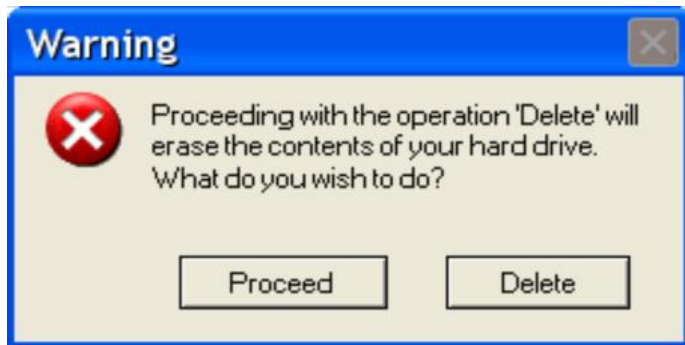 Warning
Proceeding with the operation 'Delete' will
erase the contents of your hard drive.
What do you wish to do?
Proceed
Delete